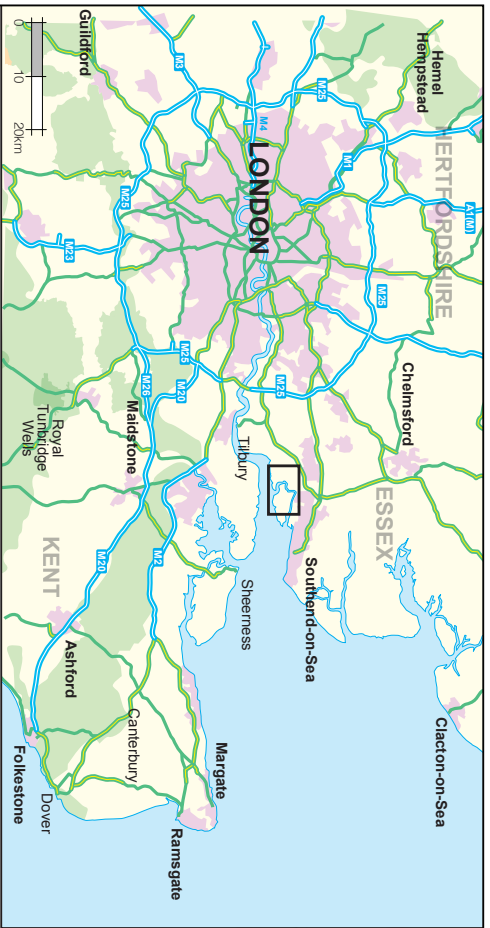 Hemel
Hempstead
HERTFORDSHIRE
A1(M)
M1
M25
M25
Chelmsford
ESSEX
Clacton-on-Sea
M4
LONDON
M25
Tilbury
Southend-on-Sea
Sheerness
M3
Guildford
M25
M23
M25
M20
M26
Maidstone
Royal
Tunbridge
Wells
M2
M20
KENT
Ashford
Canterbury
Margate
Ramsgate
Dover
Folkestone
0
10
20km